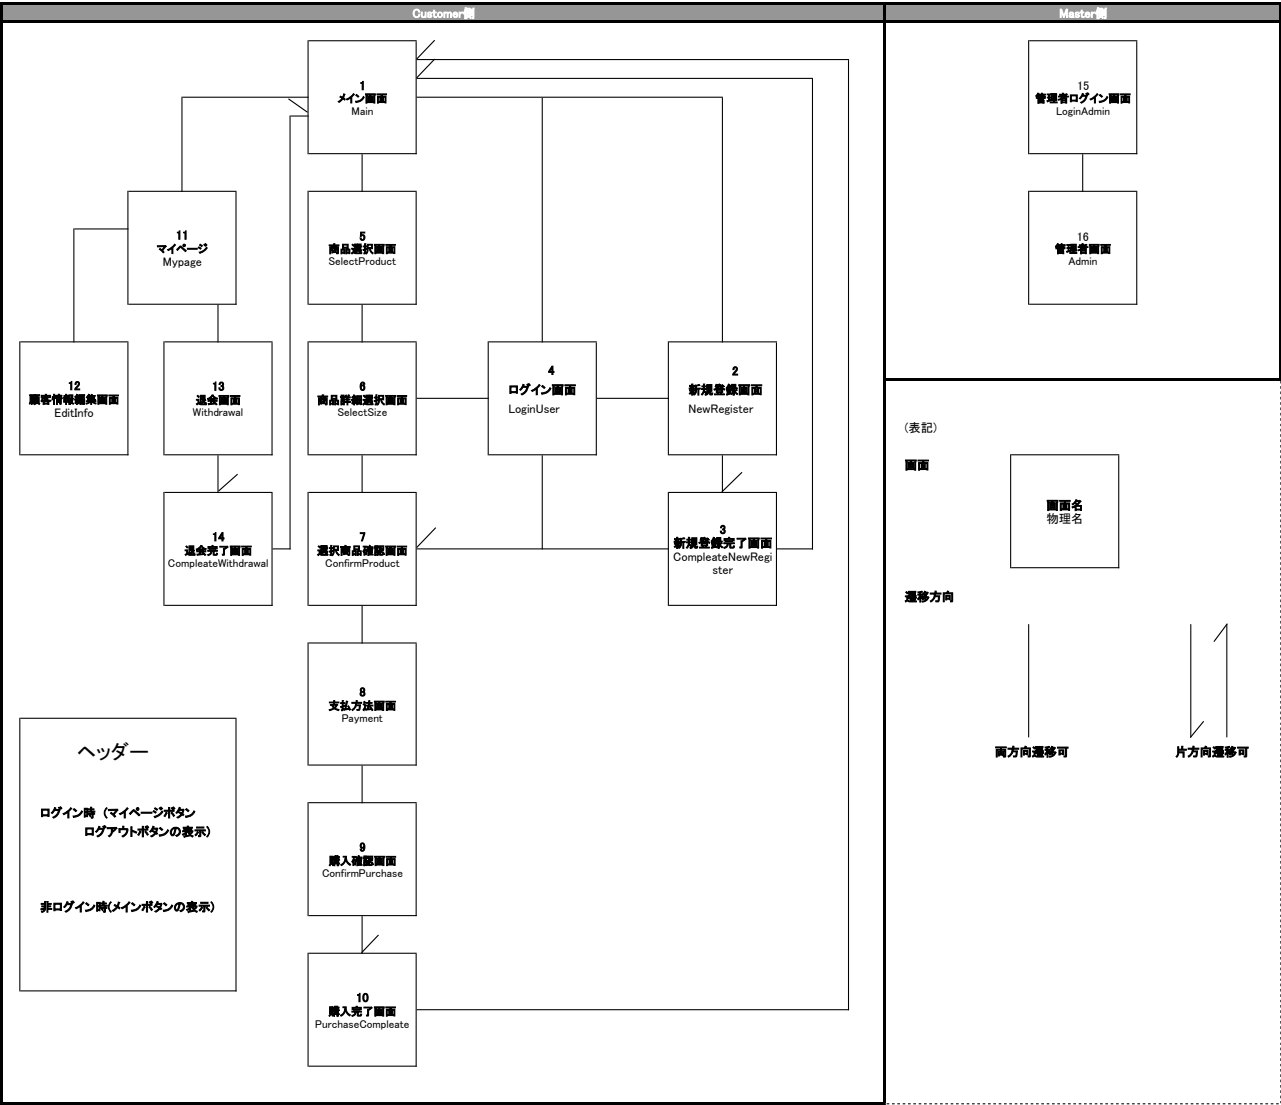 Customer側
Master側
1
メイン画面
Main
11
マイページ
Mypage
5
商品選択画面
SelectProduct
12
顧客情報編集画面
EditInfo
13
退会画面
Withdrawal
6
商品詳細選択画面
SelectSize
4
ログイン画面
LoginUser
2
新規登録画面
NewRegister
14
退会完了画面
CompleateWithdrawal
7
選択商品確認画面
ConfirmProduct
3
新規登録完了画面
CompleateNewRegi
ster
8
支払方法画面
Payment
9
購入確認画面
ConfirmPurchase
10
購入完了画面
PurchaseCompleate
ヘッダー
ログイン時 (マイページボタン
ログアウトボタンの表示)
非ログイン時(メインボタンの表示)
15
管理者ログイン画面
LoginAdmin
16
管理者画面
Admin
(表記)
画面
画面名
物理名
遷移方向
両方向遷移可
片方向遷移可